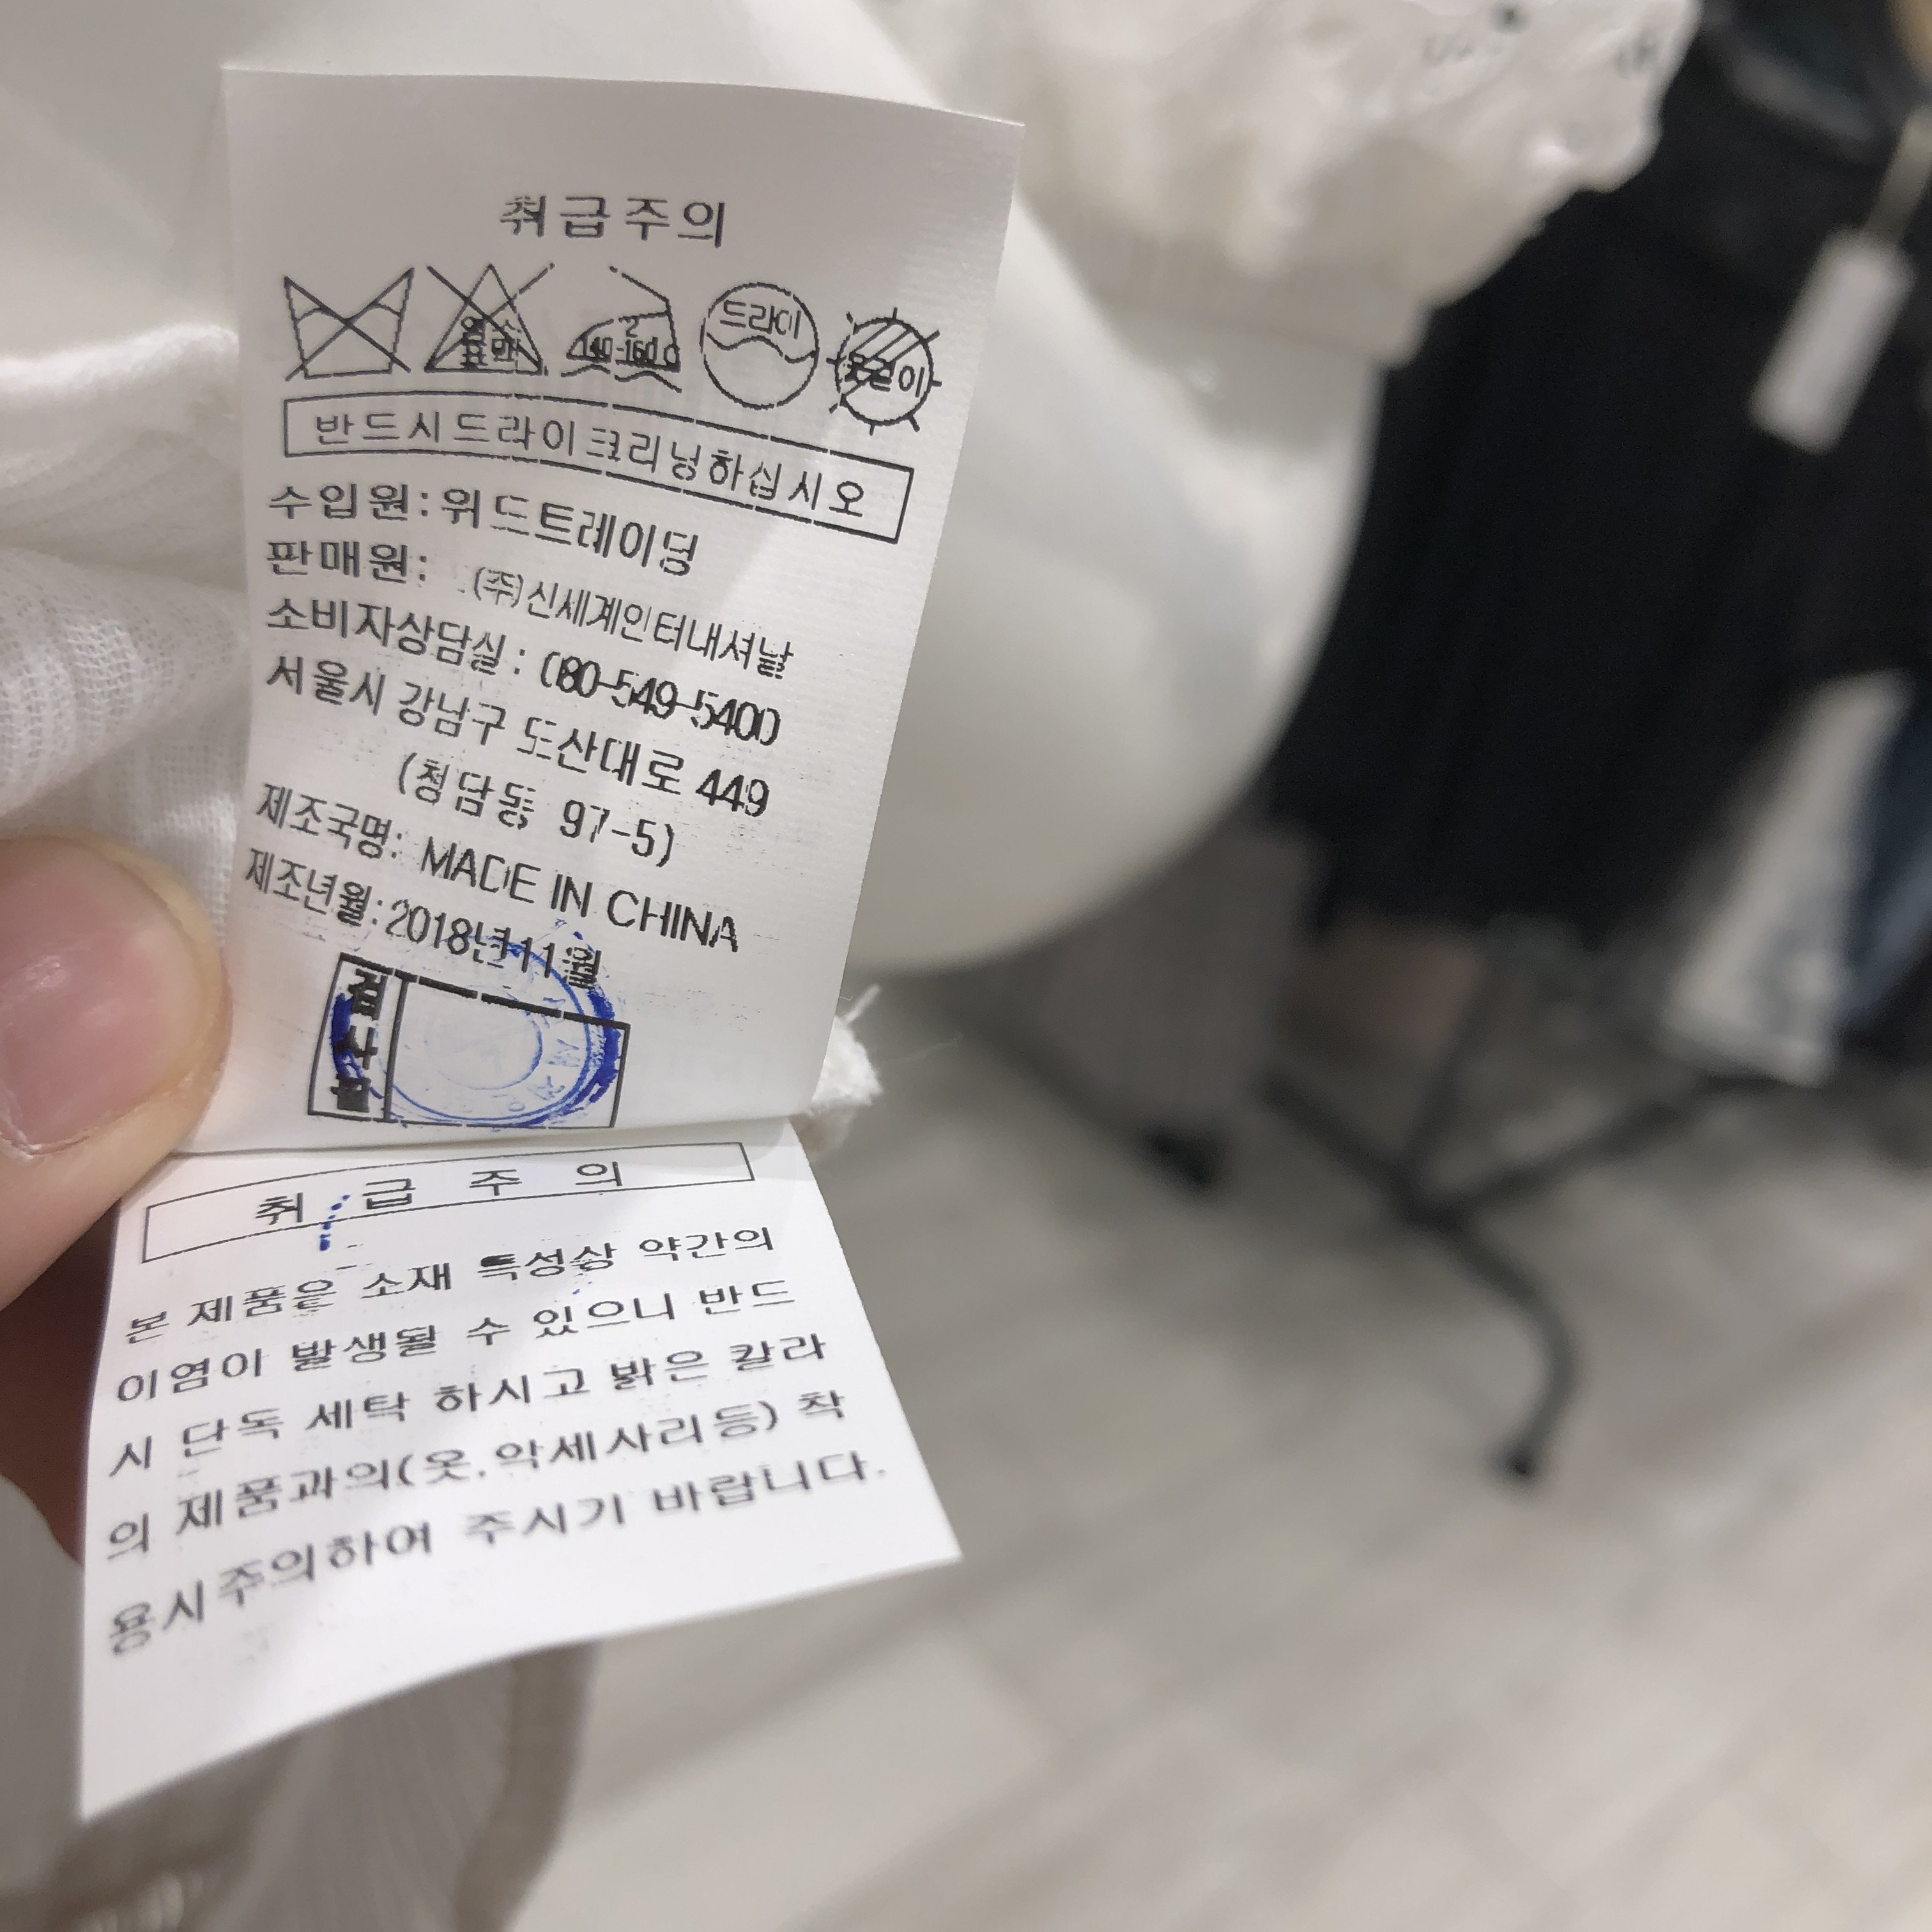 취급주의
드라이
옷걸이
140-160℃
반드시드라이크리닝하십시오
수입원:위드트레이딩
판매원: (주)신세계인터내셔날
소비자상담실: 080-549-5400
서울시 강남구 도산대로 449
(청담동 97-5)
제조국명: MADE IN CHINA
제조년월:2018년11월
검사필
취급주의
본 제품은 소재 특성상 약간의
이염이 발생될 수 있으니 반드
시 단독 세탁 하시고 밝은 칼라
의 제품과의(옷.악세사리등) 착
용시주의하여 주시기 바랍니다.